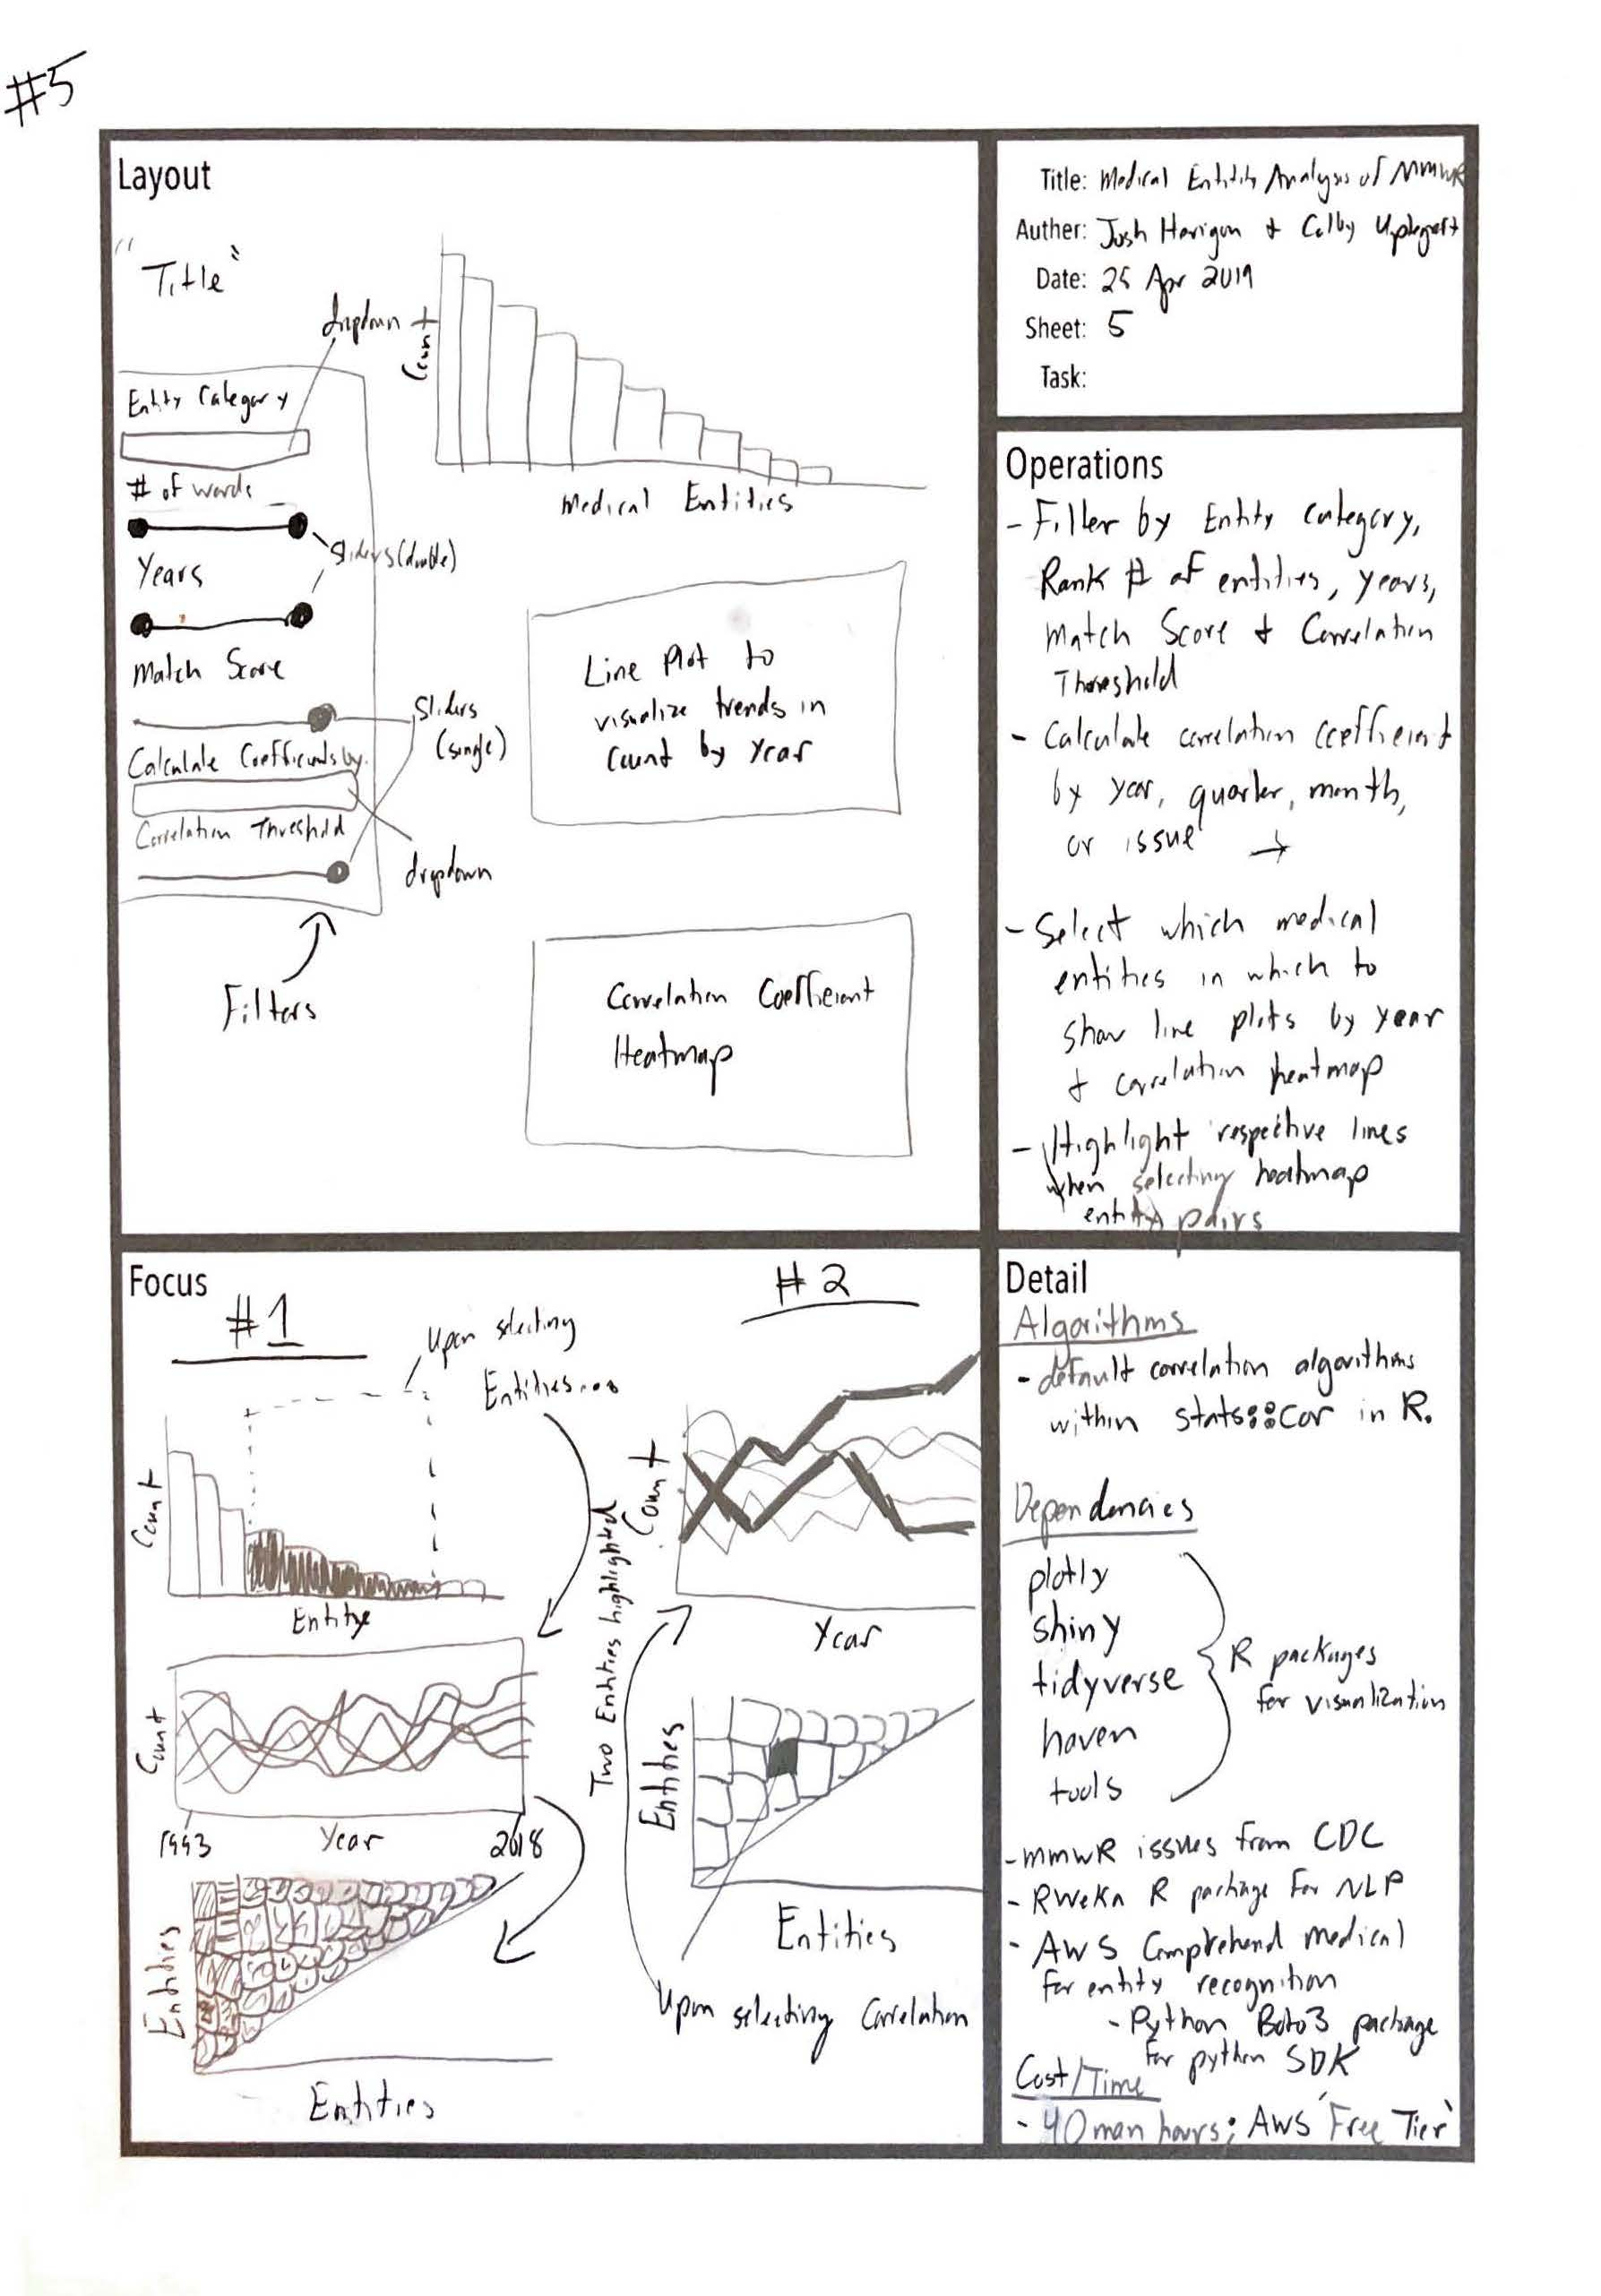 #5
Layout
"Title"
dropdown
Count
Medical Entities
Entity Category
# of words
Sliders (double)
Years
Match Score
Sliders
(single)
Calculate Coefficients by.
Correlation Threshold
dropdown
Filters
Line Plot to
visualize trends in
Count by Year
Correlation Coefficient
Heatmap
Title: Medical Entity Analysis of MMWR
Auther: Josh &
Date: 25 Apr 2019
Sheet: 5
Task:
Operations
- Filter by Entity Category,
Rank # of entities, years,
Match Score & Correlation
Threshold
- Calculate correlation coefficient
by year, quarter, month,
or issue →
- Select which medical
entities in which to
show line plots by year
& correlation heatmap
- Highlight respective lines
when selecting heatmap
entity pairs
Focus
#1
Upon selecting
Entities...
Count
Entity
Count
1993 Year 2018
Entities
Entities
#2
Two Entities highlighted
Count
Year
Entities
Entities
Upon selecting Correlation
Detail
Algorithms
- default correlation algorithms
within stats::cor in R.
Dependencies
plotly
shiny
tidyverse
haven
tools
R packages
for visualization
- MMWR issues from CDC
- RWeka R package for NLP
- AWS Comprehend Medical
for entity recognition
- Python Boto3 package
for python SDK
Cost/Time
- 40 man hours; AWS 'Free Tier'